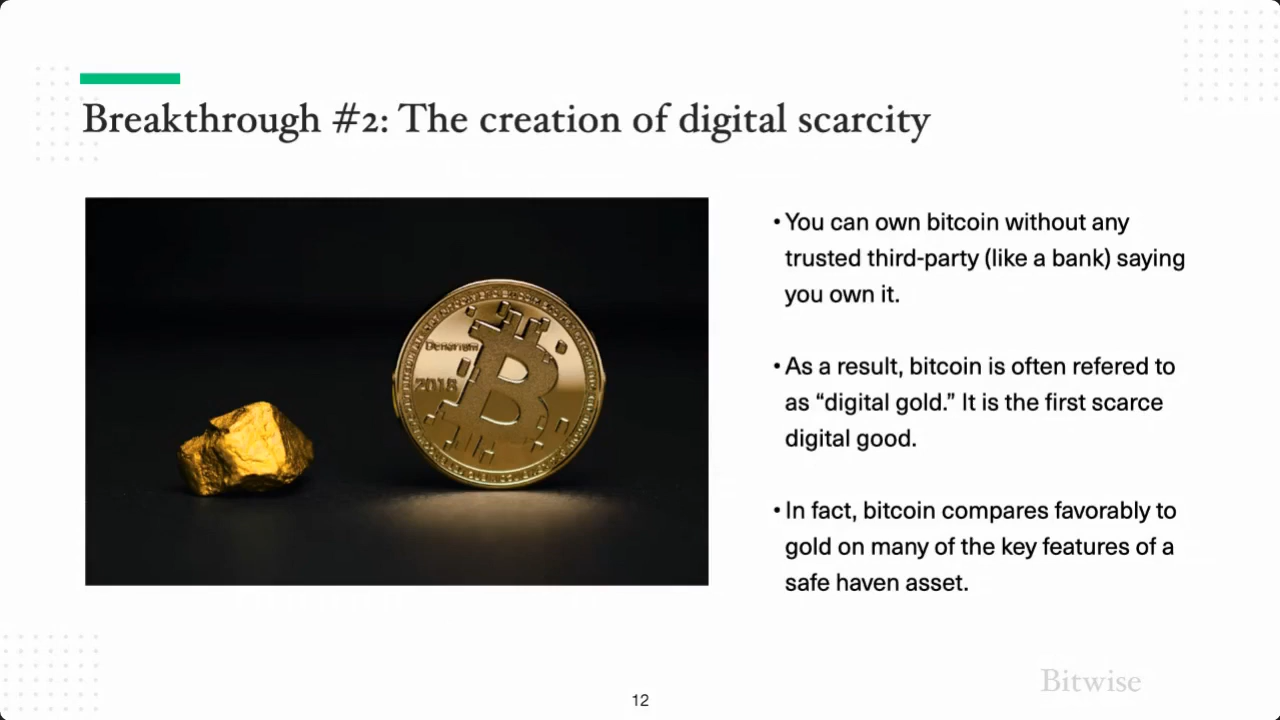 Breakthrough #2: The creation of digital scarcity
Denarium
2018
• You can own bitcoin without any
trusted third-party (like a bank) saying
you own it.
• As a result, bitcoin is often refered to
as “digital gold.” It is the first scarce
digital good.
• In fact, bitcoin compares favorably to
gold on many of the key features of a
safe haven asset.
Bitwise
12